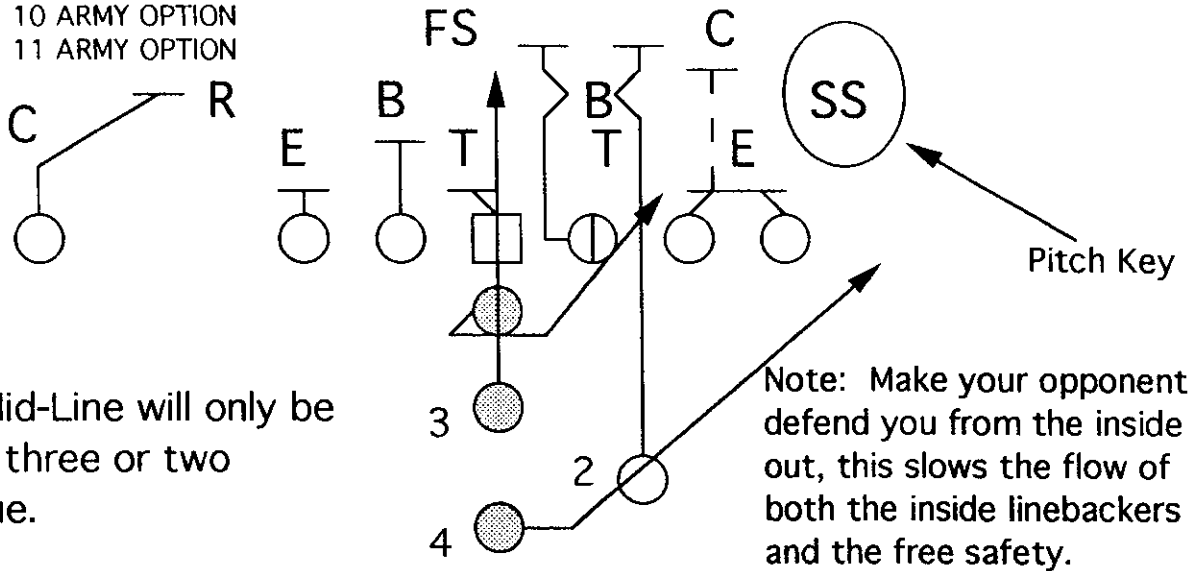 10 ARMY OPTION
11 ARMY OPTION
FS
C
C
R
B
B
SS
E
T
T
E
Pitch Key
3
2
4
Mid-Line will only be
three or two
Note: Make your opponent
defend you from the inside
out, this slows the flow of
both the inside linebackers
and the free safety.